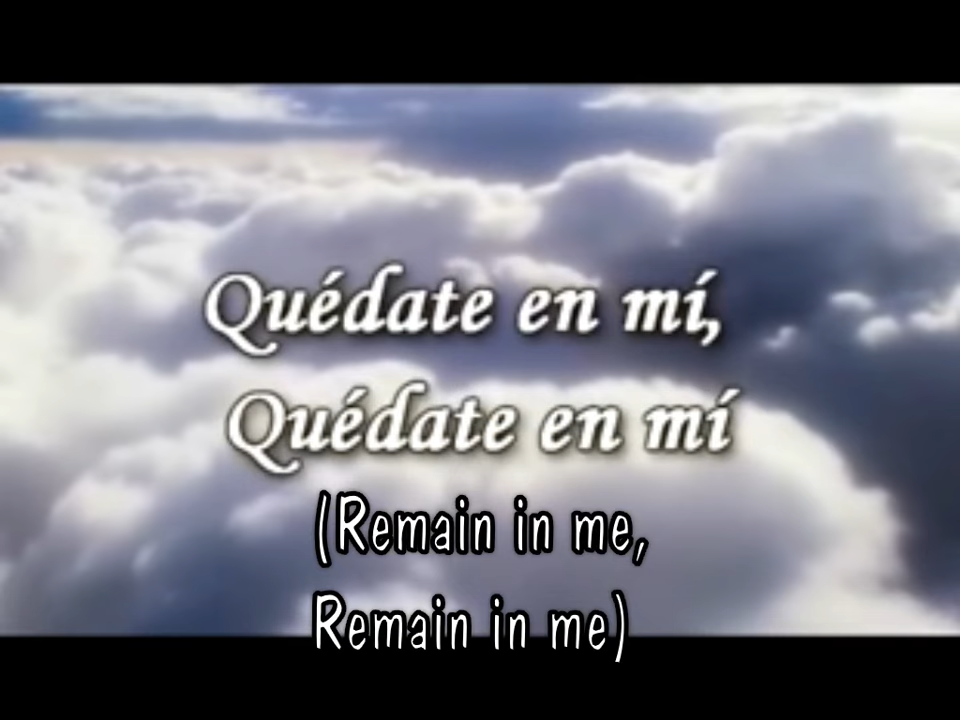 Quédate en mí,
Quédate en mí
(Remain in me,
Remain in me)